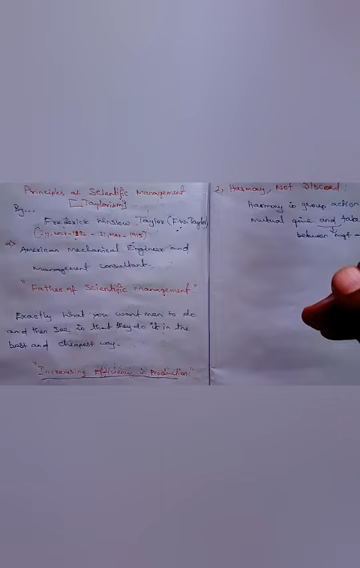 Principles of Scientific Management
[Taylorism]
By...
Frederick Winslow Taylor (F.W. Taylor)
American Mechanical Engineer and
Management consultant.
"Father of Scientific management"
Exactly What you want men to do
and then See in that they do it in the
best and cheapest way.
"Increasing Efficiency in Production"
2. Harmony, Not Discord:
Harmony in group action
Mutual give and take
between